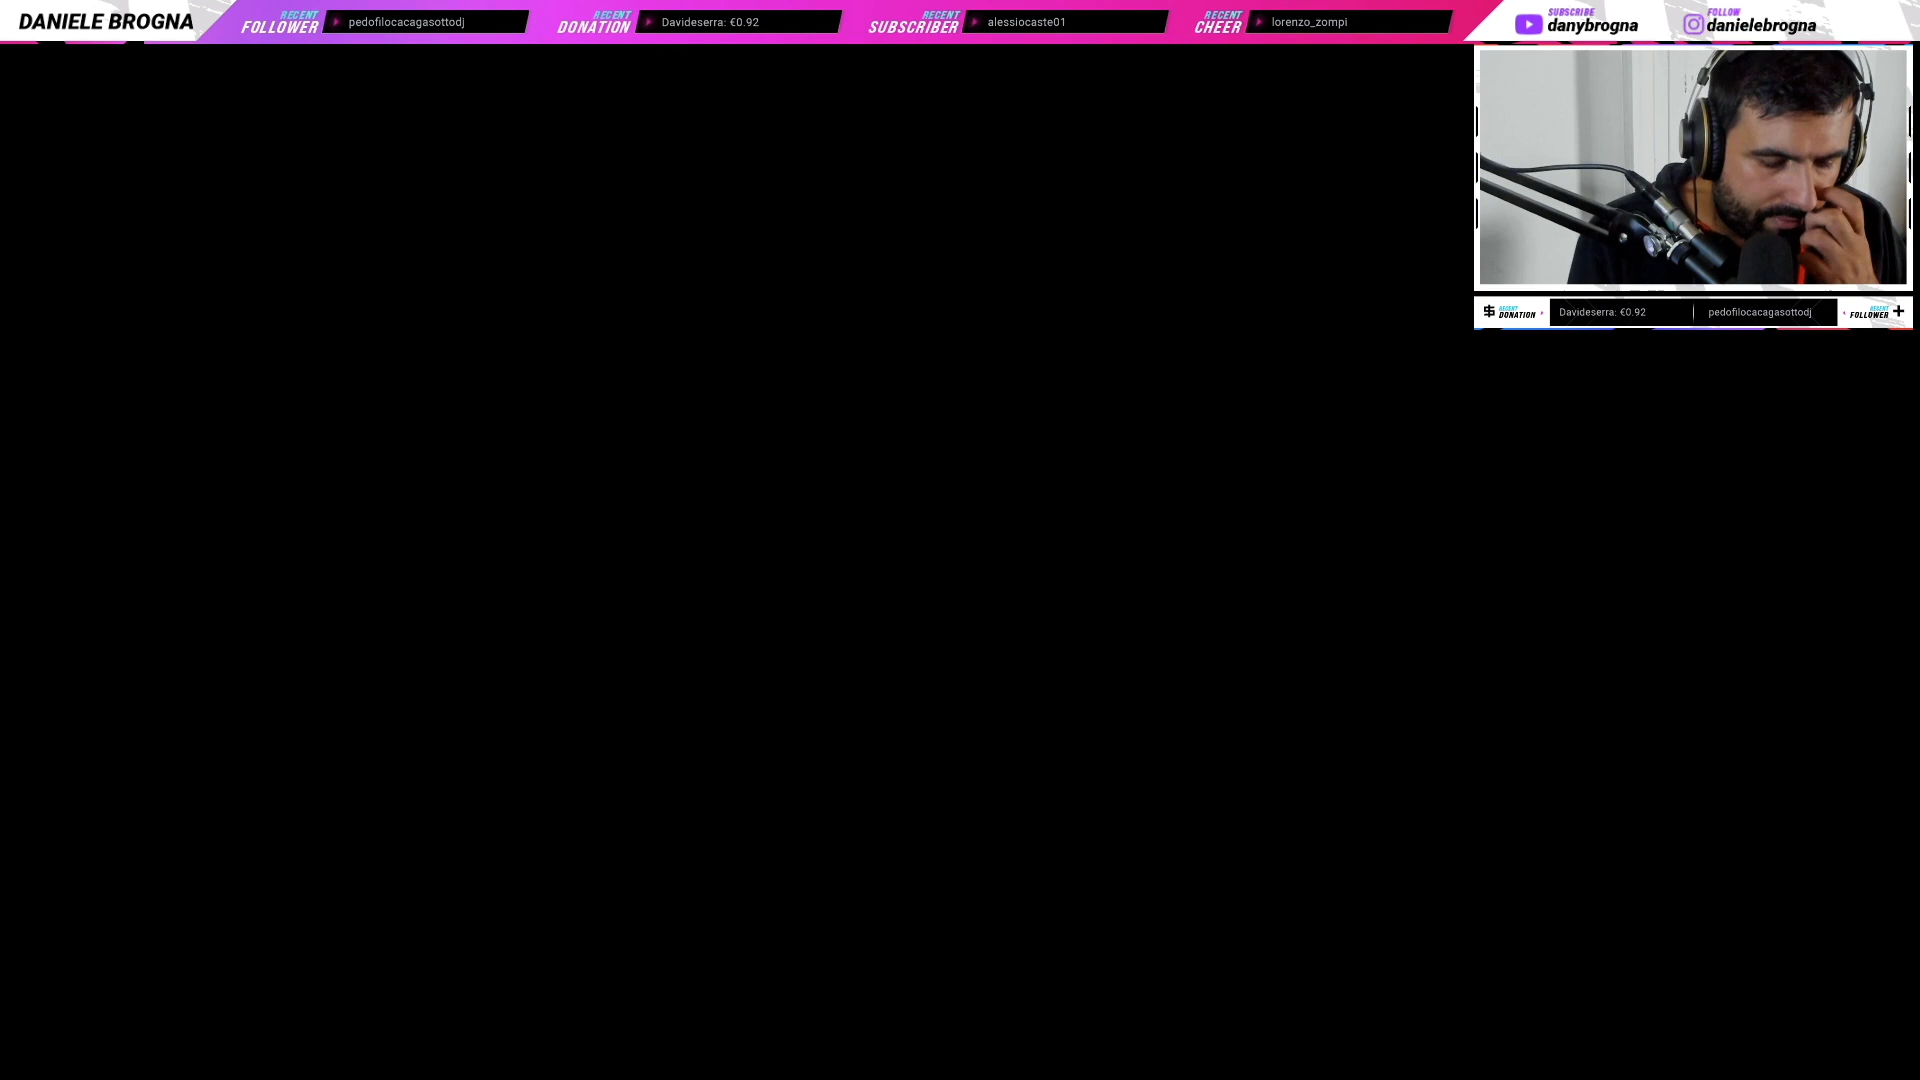 DANIELE BROGNA
RECENT
FOLLOWER
pedofilocacagasottodj
RECENT
DONATION
Davideserra: €0.92
RECENT
SUBSCRIBER
alessiocaste01
RECENT
CHEER
lorenzo_zompi
SUBSCRIBE
danybrogna
FOLLOW
danielebrogna
RECENT
DONATION
Davideserra: €0.92
pedofilocacagasottodj
RECENT
FOLLOWER